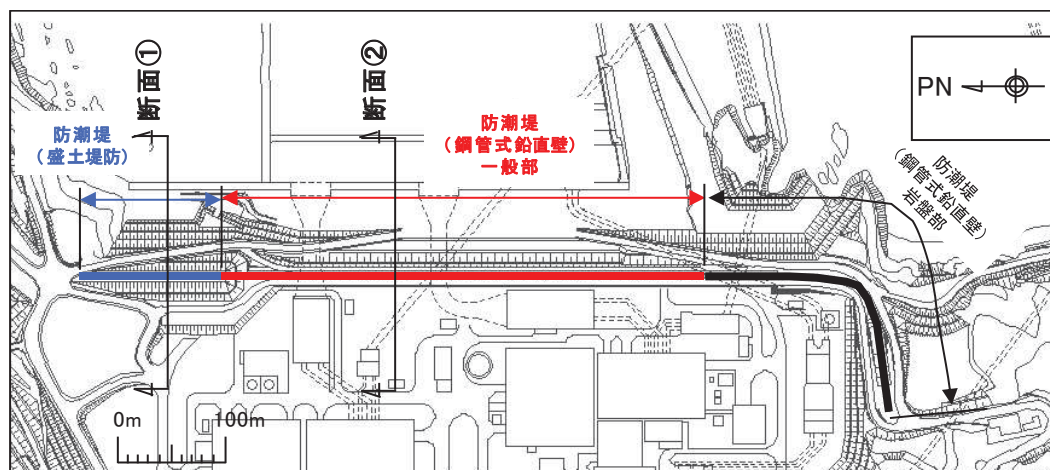 断面①
断面②
PN
防潮堤
(盛土堤防)
防潮堤
(鋼管式鉛直壁)
一般部
防潮堤
(鋼管式鉛直壁)
岩盤部
0m
100m